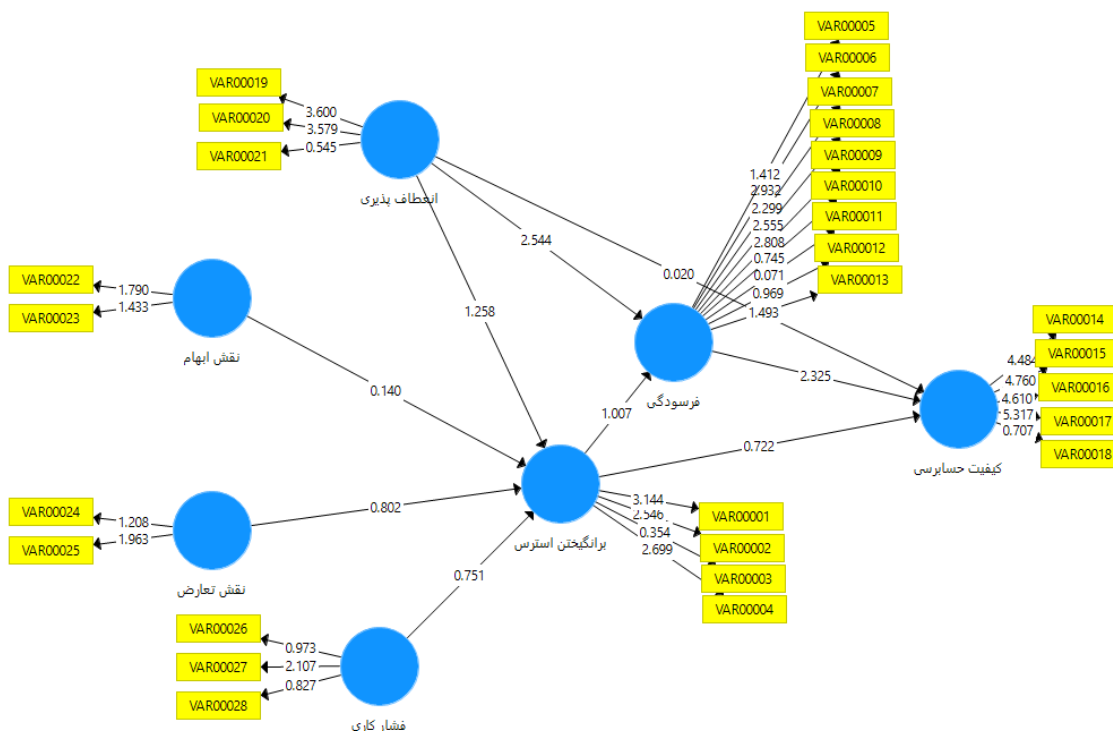 VAR00005
VAR00006
VAR00007
VAR00008
VAR00009
VAR00010
VAR00011
VAR00012
VAR00013
1.412
2.932
2.299
2.555
2.808
0.745
0.071
0.969
1.493
VAR00019
VAR00020
VAR00021
3.600
3.579
0.545
انعطاف پذیری
2.544
0.020
1.258
VAR00022
VAR00023
1.790
1.433
نقش ابهام
0.140
فرسودگی
1.007
2.325
VAR00014
VAR00015
VAR00016
VAR00017
VAR00018
4.484
4.760
4.610
5.317
0.707
کیفیت حسابرسی
0.722
VAR00024
VAR00025
1.208
1.963
نقش تعارض
0.802
برانگیختن استرس
3.144
2.546
0.354
2.699
VAR00001
VAR00002
VAR00003
VAR00004
0.751
VAR00026
VAR00027
VAR00028
0.973
2.107
0.827
فشار کاری